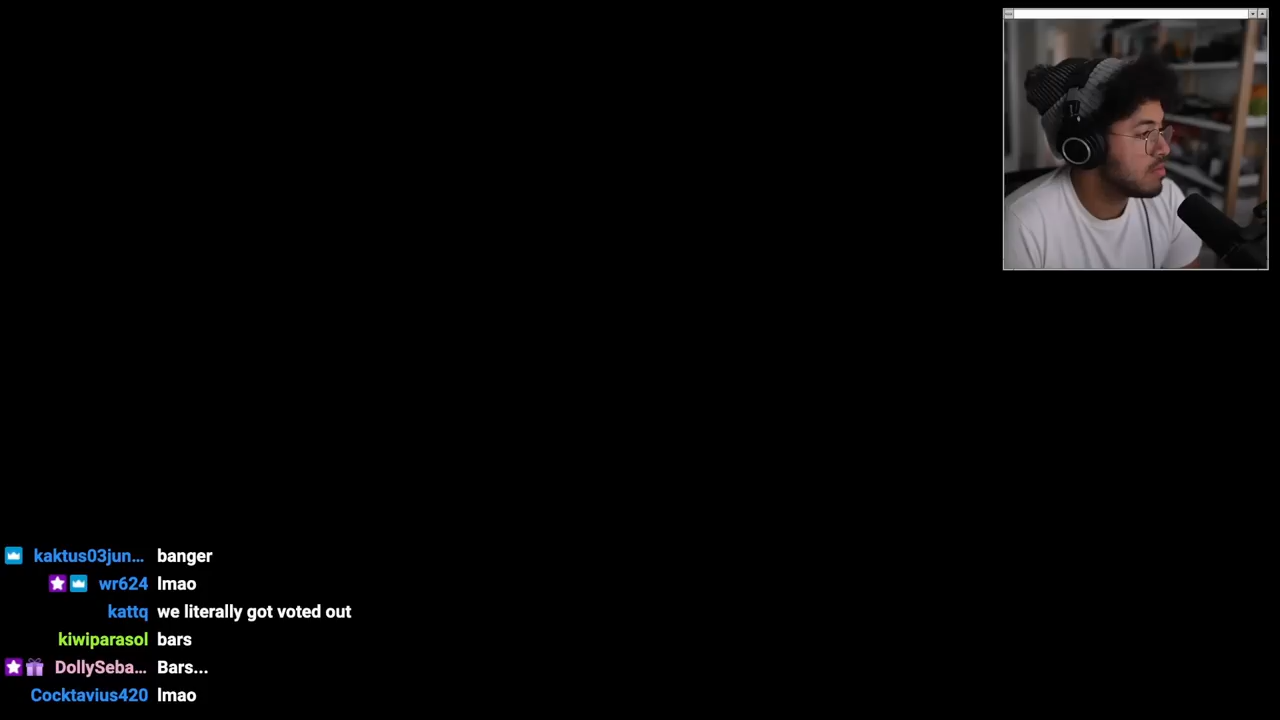 kaktus03jun... banger
wr624 lmao
kattq we literally got voted out
kiwiparasol bars
DollySeba... Bars...
Cocktavius420 lmao